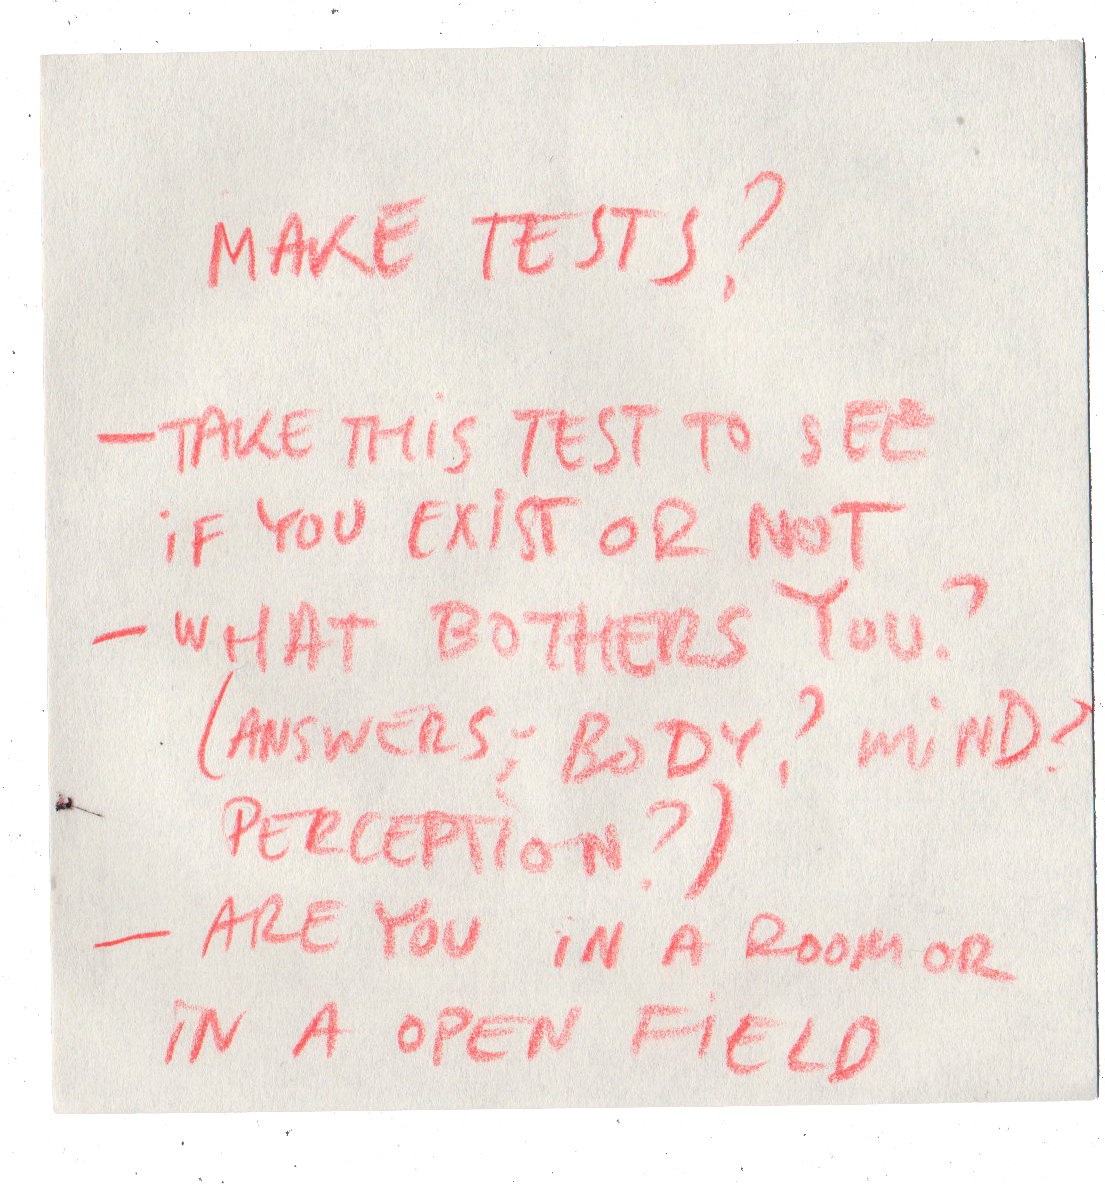 MAKE TESTS?
—TAKE THiS TEST TO SEE
iF YOU EXiST OR NOT
— WHAT BOTHERS YOU?
(ANSWERS; BODY? MiND?
PERCEPTiON?)
— ARE YOU iN A ROOM OR
iN A OPEN FiELD